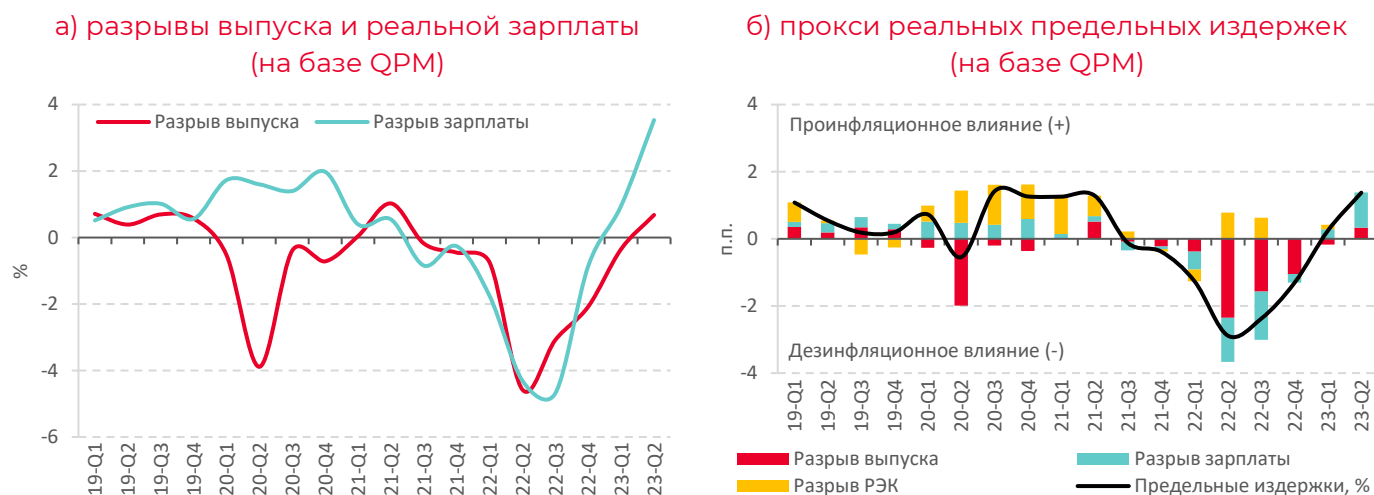 а) разрывы выпуска и реальной зарплаты
(на базе QPM)
4
2
0
-2
-4
-6
%
Разрыв выпуска
Разрыв зарплаты
19-Q1
19-Q2
19-Q3
19-Q4
20-Q1
20-Q2
20-Q3
20-Q4
21-Q1
21-Q2
21-Q3
21-Q4
22-Q1
22-Q2
22-Q3
22-Q4
23-Q1
23-Q2
б) прокси реальных предельных издержек
(на базе QPM)
4
2
0
-2
-4
п.п.
Проинфляционное влияние (+)
Дезинфляционное влияние (-)
19-Q1
19-Q2
19-Q3
19-Q4
20-Q1
20-Q2
20-Q3
20-Q4
21-Q1
21-Q2
21-Q3
21-Q4
22-Q1
22-Q2
22-Q3
22-Q4
23-Q1
23-Q2
Разрыв выпуска
Разрыв зарплаты
Разрыв РЭК
Предельные издержки, %